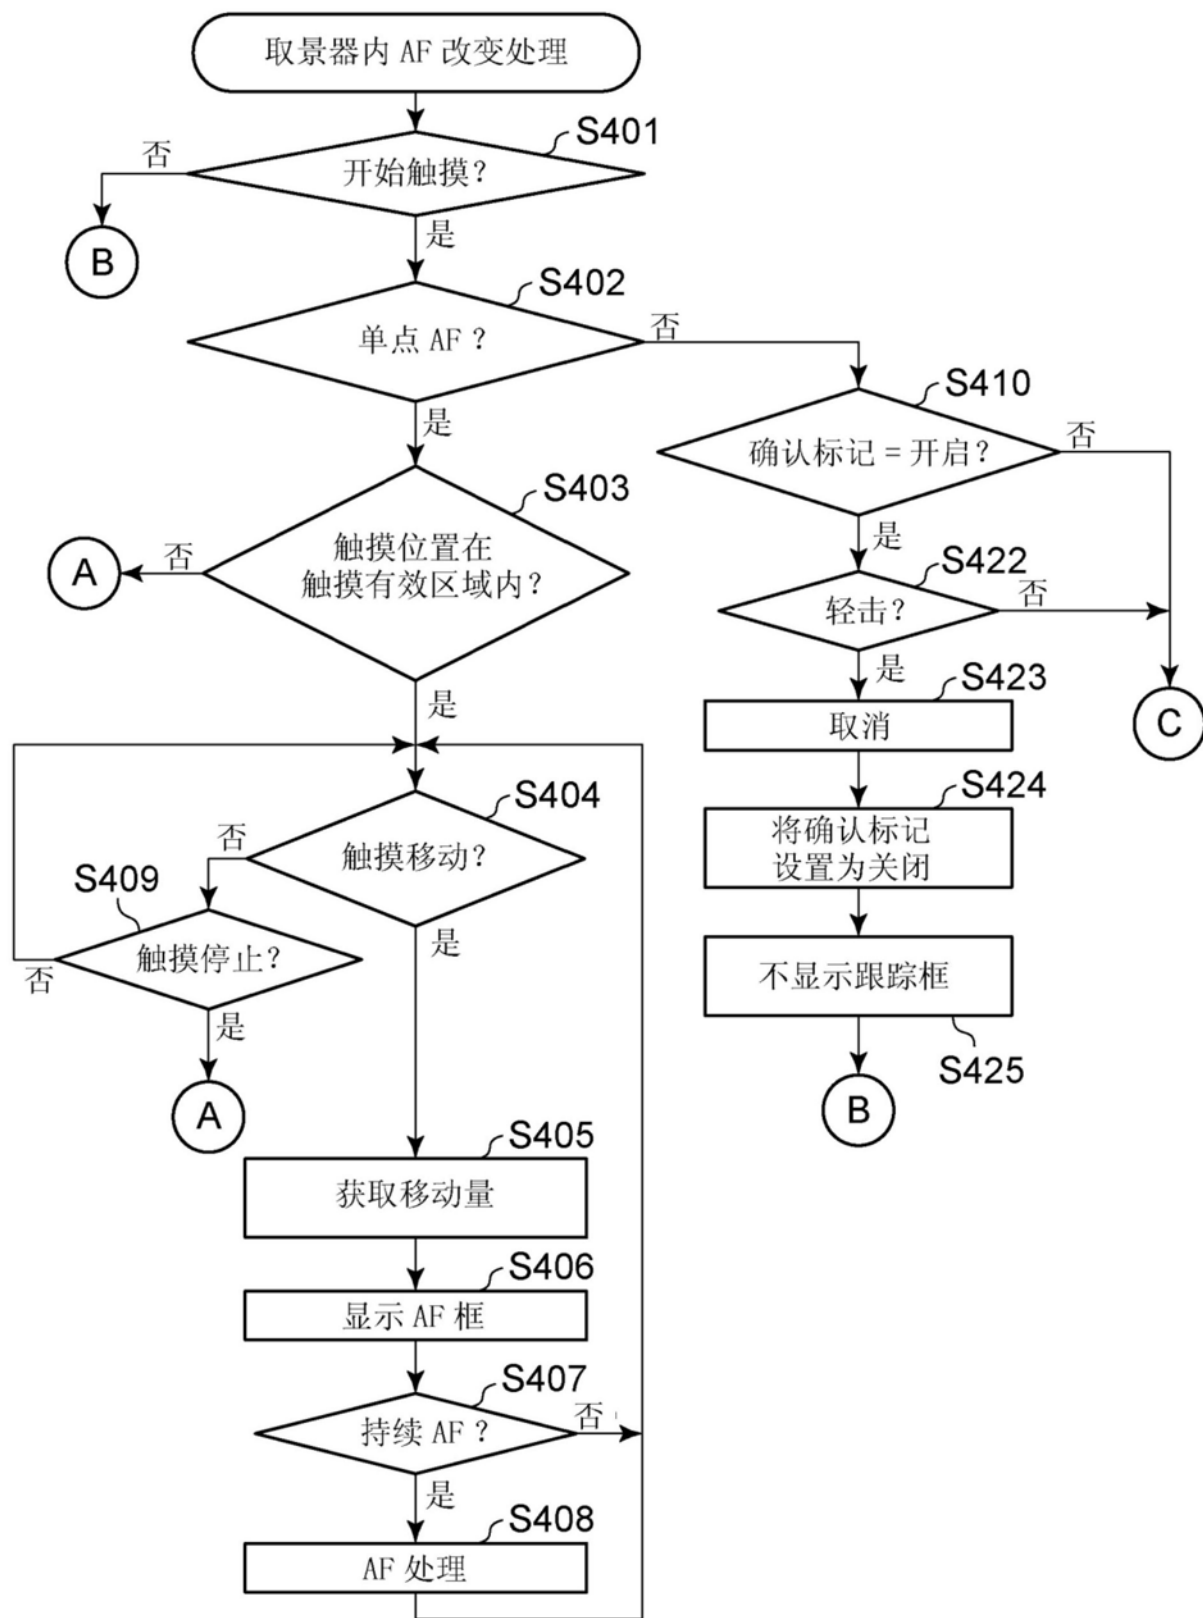 取景器内 AF 改变处理
S401
开始触摸？
否
B
是
S402
单点 AF？
否
是
S410
确认标记 = 开启？
否
是
S403
触摸位置在
触摸有效区域内？
否
A
是
S422
轻击？
否
是
C
S423
取消
S424
将确认标记
设置为关闭
不显示跟踪框
S425
B
S404
触摸移动？
否
是
S409
触摸停止？
否
是
A
S405
获取移动量
S406
显示 AF 框
S407
持续 AF？
否
是
S408
AF 处理